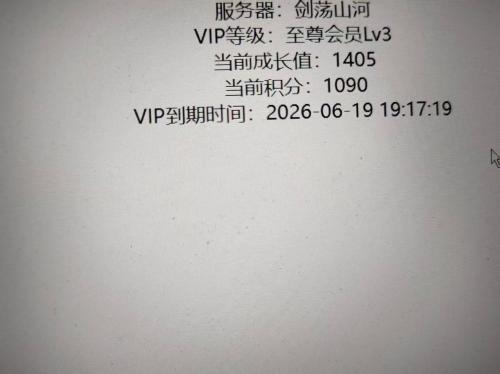 服务器：剑荡山河
VIP等级：至尊会员Lv3
当前成长值：1405
当前积分：1090
VIP到期时间：2026-06-19 19:17:19